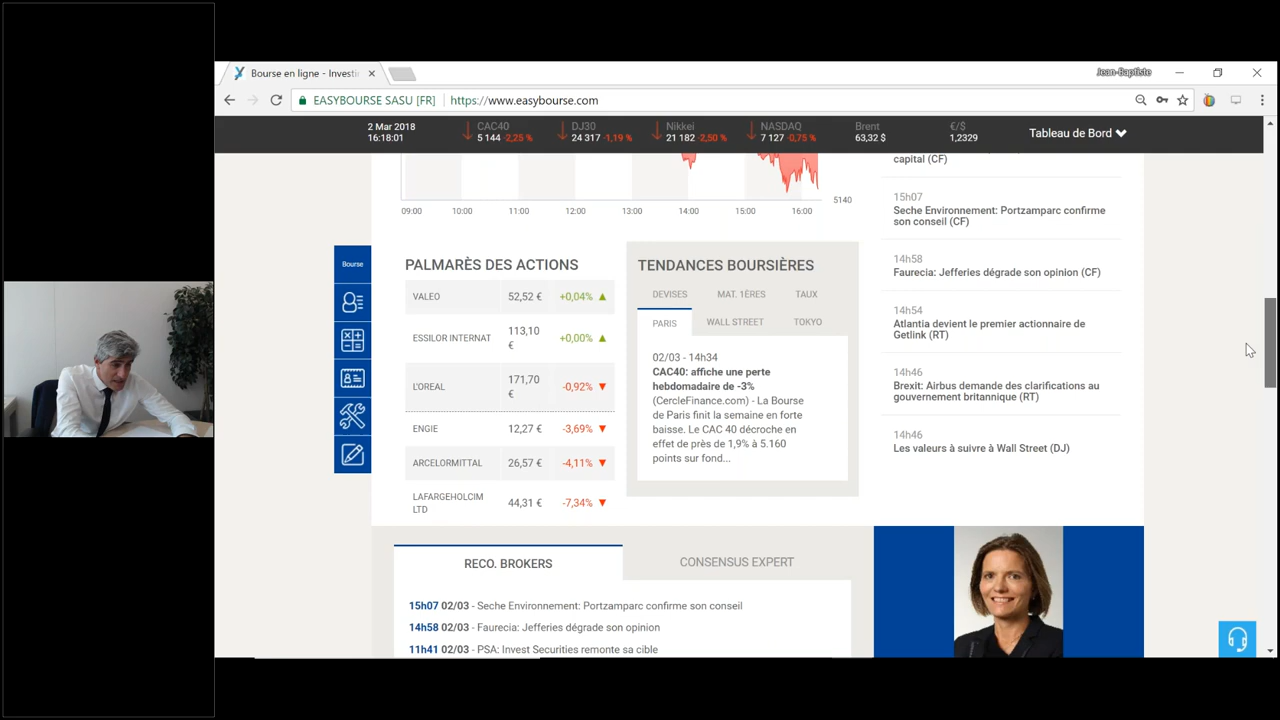 Bourse en ligne - Investi
Jean-Baptiste
EASYBOURSE SASU [FR]
https://www.easybourse.com
2 Mar 2018
16:18:01
CAC40
5 144 -2,25 %
DJ30
24 317 -1,19 %
Nikkei
21 182 -2,50 %
NASDAQ
7 127 -0,75 %
Brent
63,32 $
€/$
1,2329
Tableau de Bord
5140
09:00 10:00 11:00 12:00 13:00 14:00 15:00 16:00
Bourse
PALMARÈS DES ACTIONS
VALEO 52,52 € +0,04% ▲
ESSILOR INTERNAT 113,10 € +0,00% ▲
L'OREAL 171,70 € -0,92% ▼
ENGIE 12,27 € -3,69% ▼
ARCELORMITTAL 26,57 € -4,11% ▼
LAFARGEHOLCIM
LTD 44,31 € -7,34% ▼
TENDANCES BOURSIÈRES
DEVISES MAT. 1ÈRES TAUX
PARIS WALL STREET TOKYO
02/03 - 14h34
CAC40: affiche une perte
hebdomadaire de -3%
(CercleFinance.com) - La Bourse
de Paris finit la semaine en forte
baisse. Le CAC 40 décroche en
effet de près de 1,9% à 5.160
points sur fond...
capital (CF)
15h07
Seche Environnement: Portzamparc confirme
son conseil (CF)
14h58
Faurecia: Jefferies dégrade son opinion (CF)
14h54
Atlantia devient le premier actionnaire de
Getlink (RT)
14h46
Brexit: Airbus demande des clarifications au
gouvernement britannique (RT)
14h46
Les valeurs à suivre à Wall Street (DJ)
RECO. BROKERS
CONSENSUS EXPERT
15h07 02/03 - Seche Environnement: Portzamparc confirme son conseil
14h58 02/03 - Faurecia: Jefferies dégrade son opinion
11h41 02/03 - PSA: Invest Securities remonte sa cible